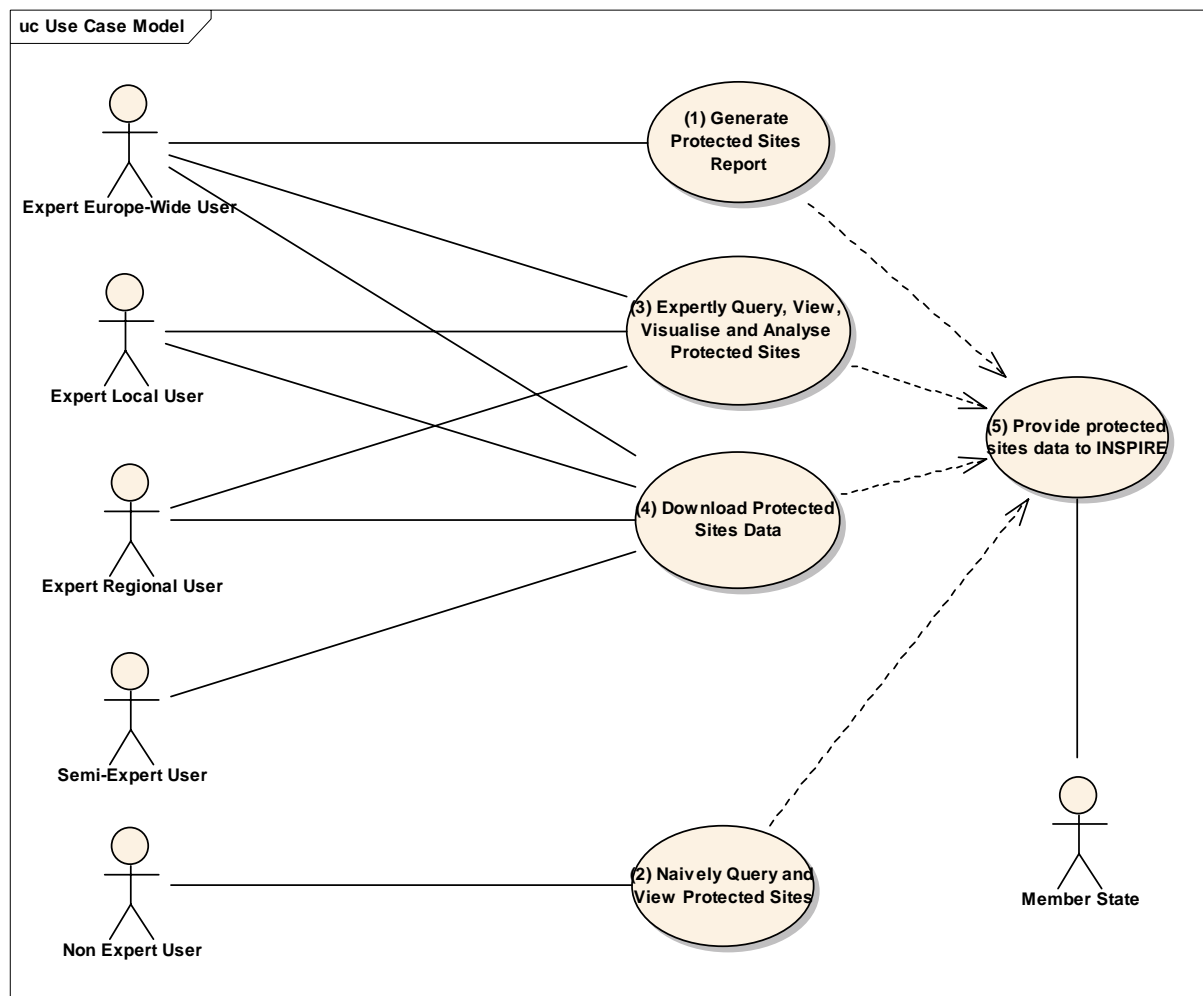 uc Use Case Model
Expert Europe-Wide User
(1) Generate
Protected Sites
Report
Expert Local User
(3) Expertly Query, View,
Visualise and Analyse
Protected Sites
Expert Regional User
(4) Download Protected
Sites Data
(5) Provide protected
sites data to INSPIRE
Semi-Expert User
Non Expert User
(2) Naively Query and
View Protected Sites
Member State